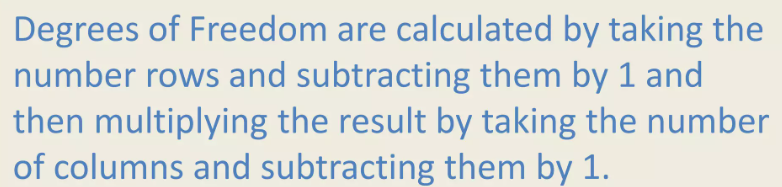 Degrees of Freedom are calculated by taking the
number rows and subtracting them by 1 and
then multiplying the result by taking the number
of columns and subtracting them by 1.